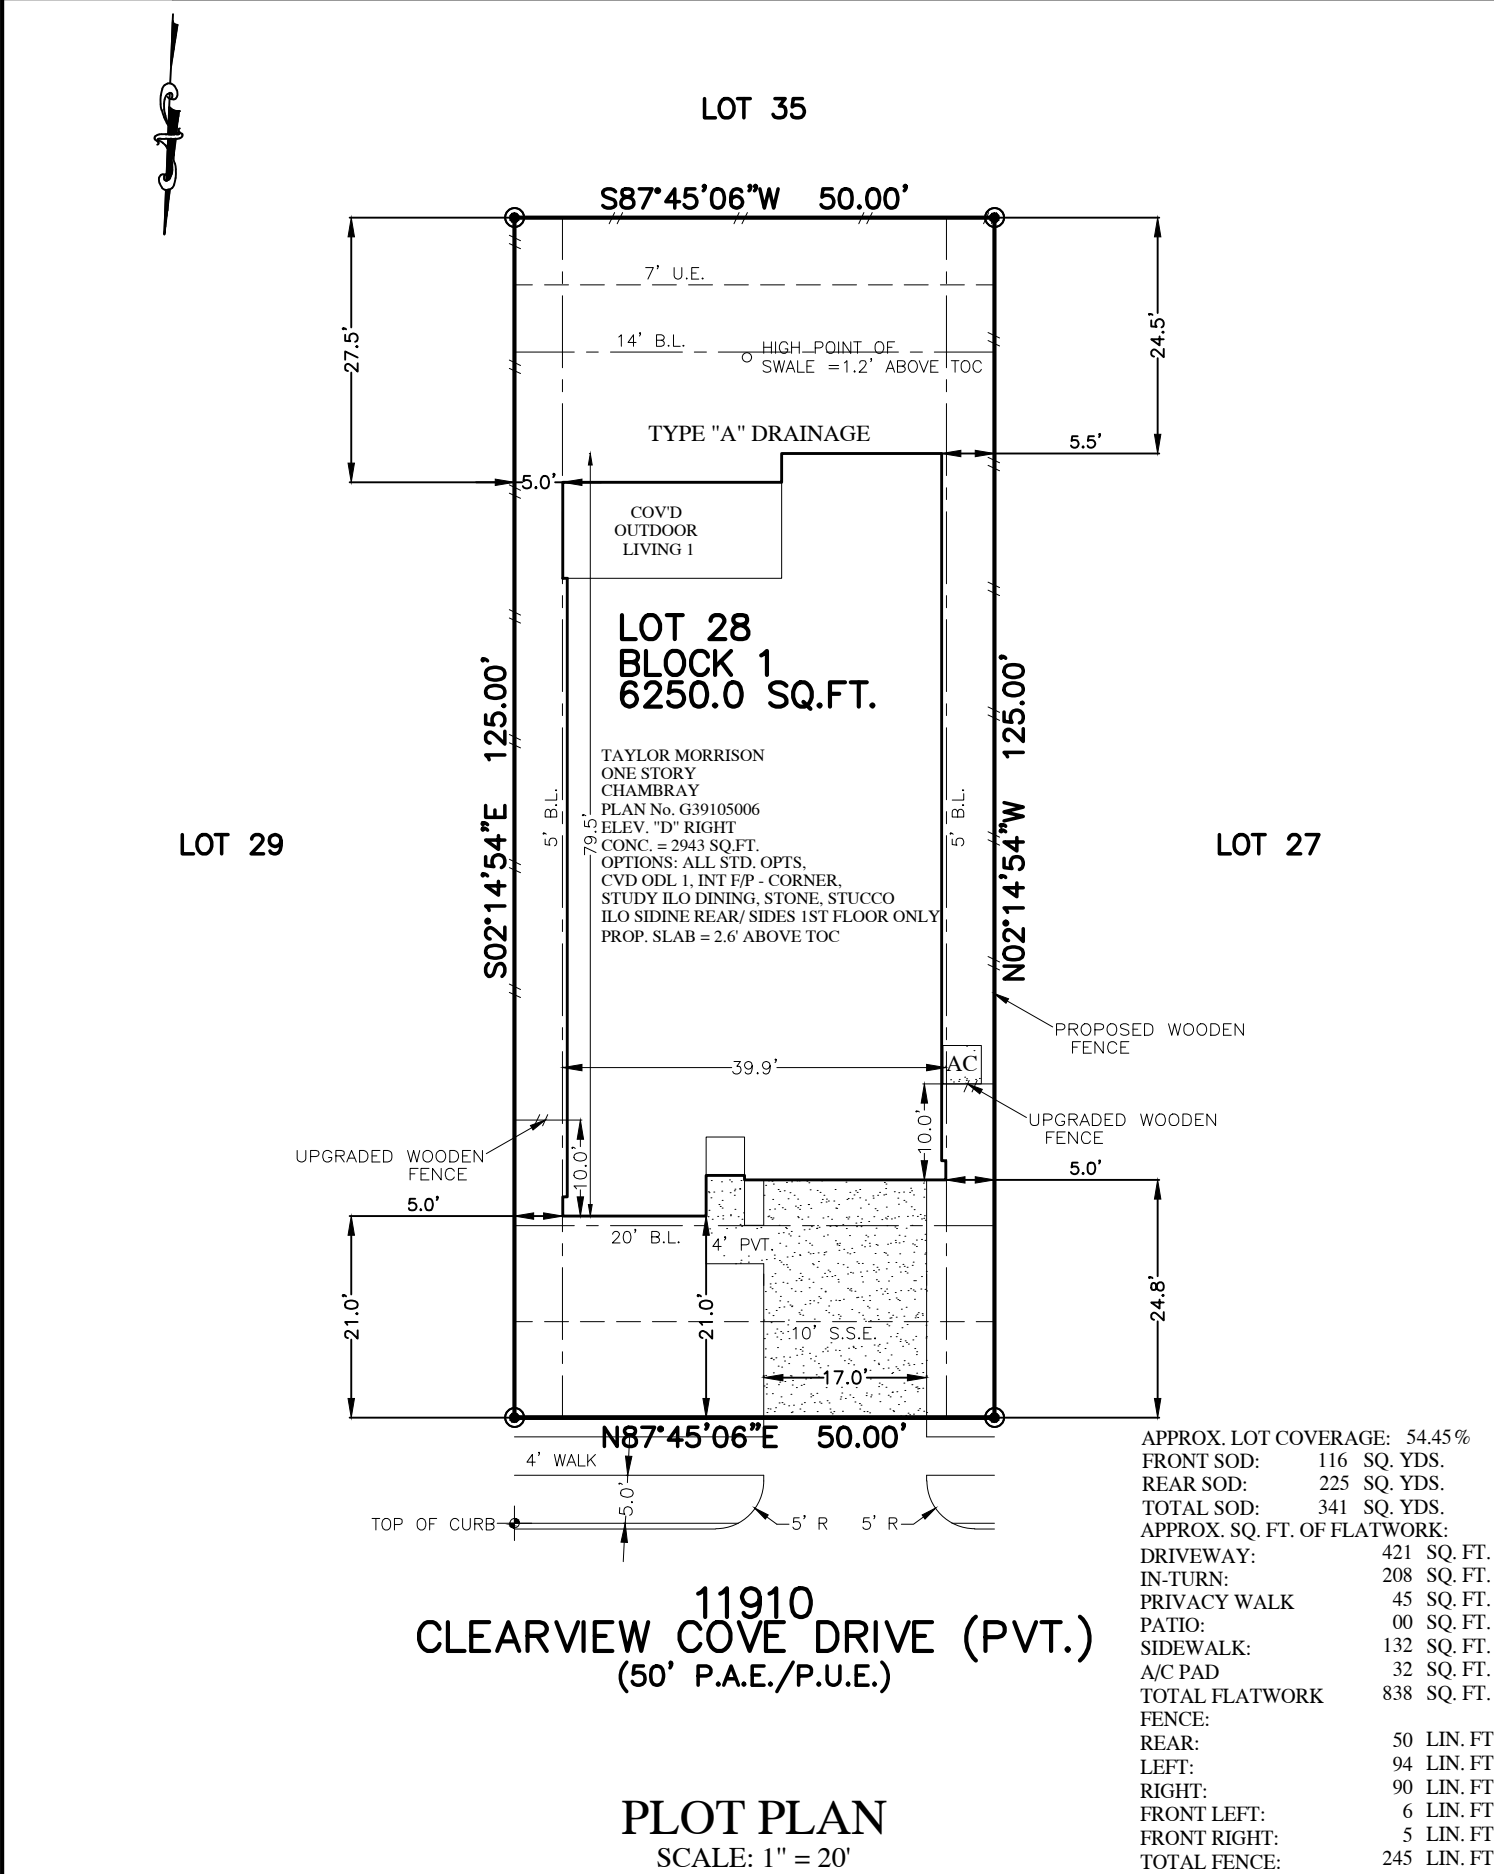 LOT 35
S87°45'06"W 50.00'
7' U.E.
27.5'
24.5'
14' B.L.
HIGH POINT OF
SWALE =1.2' ABOVE TOC
TYPE "A" DRAINAGE
5.5'
5.0'
COV'D
OUTDOOR
LIVING 1
LOT 28
BLOCK 1
6250.0 SQ.FT.
S02°14'54"E 125.00'
N02°14'54"W 125.00'
TAYLOR MORRISON
ONE STORY
CHAMBRAY
PLAN No. G39105006
ELEV. "D" RIGHT
CONC. = 2943 SQ.FT.
OPTIONS: ALL STD. OPTS,
CVD ODL 1, INT F/P - CORNER,
STUDY ILO DINING, STONE, STUCCO
ILO SIDINE REAR/ SIDES 1ST FLOOR ONLY
PROP. SLAB = 2.6' ABOVE TOC
5' B.L.
79.5'
5' B.L.
LOT 29
LOT 27
PROPOSED WOODEN
FENCE
39.9'
AC
UPGRADED WOODEN
FENCE
10.0'
UPGRADED WOODEN
FENCE
10.0'
5.0'
5.0'
20' B.L.
4' PVT.
21.0'
21.0'
24.8'
10' S.S.E.
17.0'
N87°45'06"E 50.00'
4' WALK
5.0'
TOP OF CURB
5' R
5' R
11910
CLEARVIEW COVE DRIVE (PVT.)
(50' P.A.E./P.U.E.)
APPROX. LOT COVERAGE: 54.45%
FRONT SOD: 116 SQ. YDS.
REAR SOD: 225 SQ. YDS.
TOTAL SOD: 341 SQ. YDS.
APPROX. SQ. FT. OF FLATWORK:
DRIVEWAY: 421 SQ. FT.
IN-TURN: 208 SQ. FT.
PRIVACY WALK 45 SQ. FT.
PATIO: 00 SQ. FT.
SIDEWALK: 132 SQ. FT.
A/C PAD 32 SQ. FT.
TOTAL FLATWORK 838 SQ. FT.
FENCE:
REAR: 50 LIN. FT
LEFT: 94 LIN. FT
RIGHT: 90 LIN. FT
FRONT LEFT: 6 LIN. FT
FRONT RIGHT: 5 LIN. FT
TOTAL FENCE: 245 LIN. FT
PLOT PLAN
SCALE: 1" = 20'